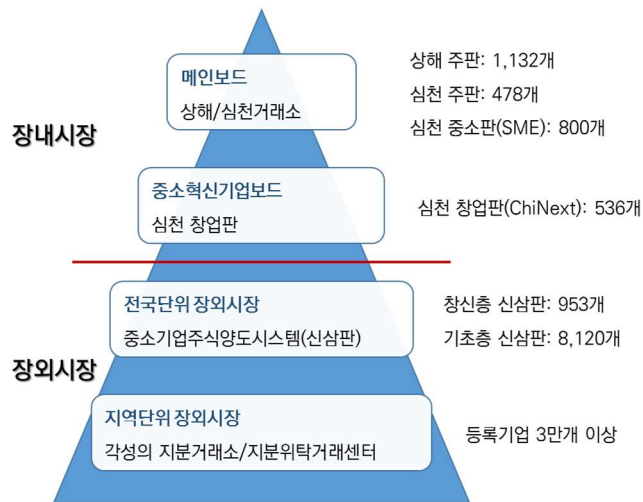 메인보드
상해/심천거래소
상해 주판: 1,132개
심천 주판: 478개
심천 중소판(SME): 800개
장내시장
중소혁신기업보드
심천 창업판
심천 창업판(ChiNext): 536개
전국단위 장외시장
중소기업주식양도시스템(신삼판)
창신층 신삼판: 953개
기초층 신삼판: 8,120개
장외시장
지역단위 장외시장
각성의 지분거래소/지분위탁거래센터
등록기업 3만개 이상